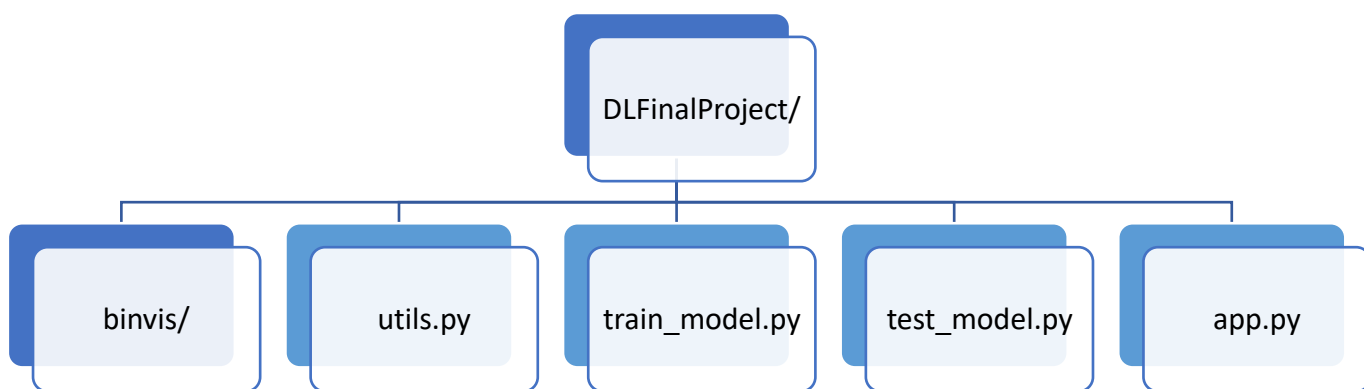 DLFinalProject/
binvis/
utils.py
train_model.py
test_model.py
app.py